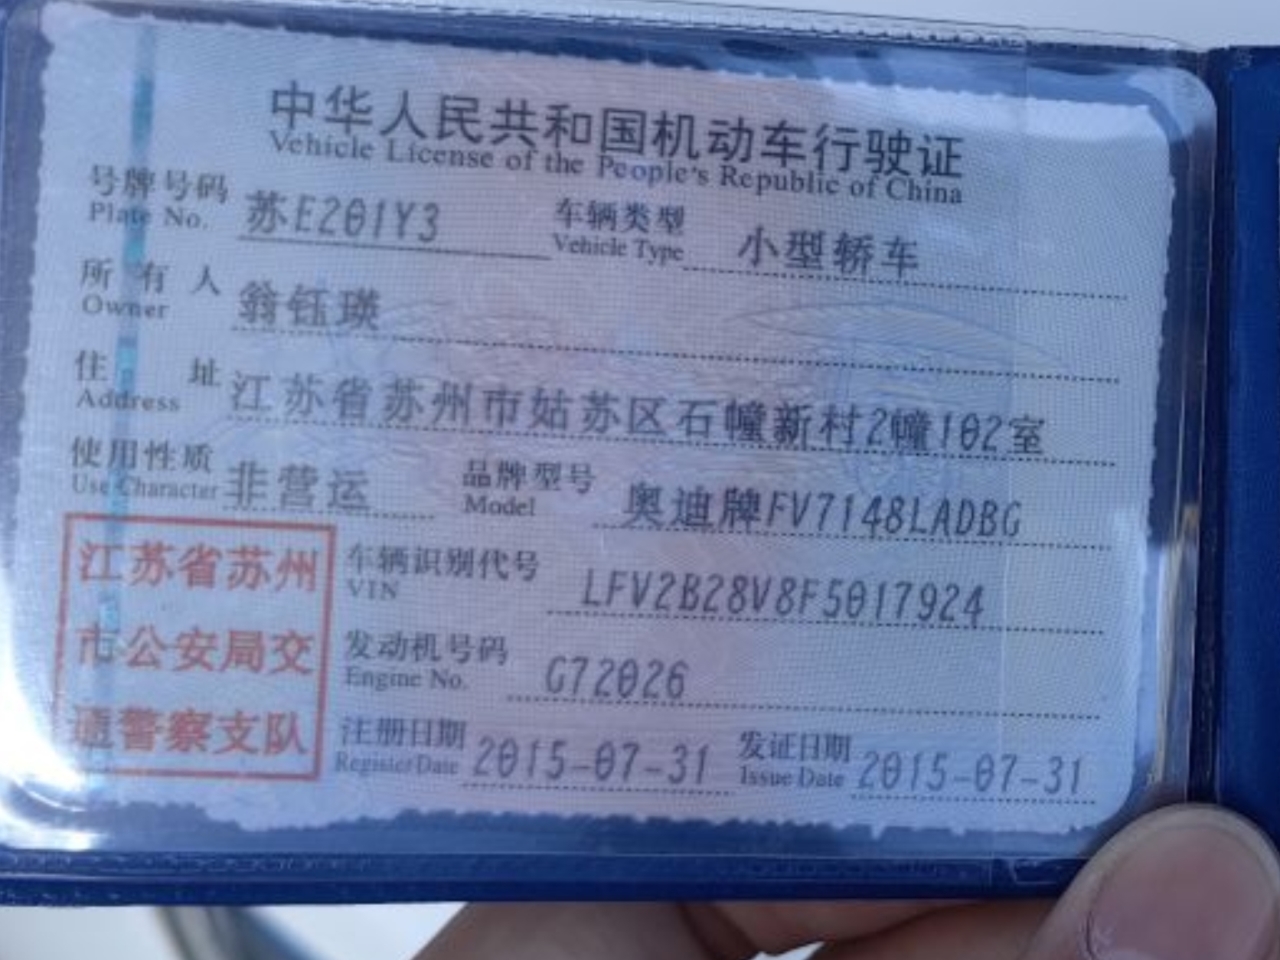 中华人民共和国机动车行驶证
Vehicle License of the People's Republic of China
号牌号码 苏E201Y3 车辆类型 小型轿车
Plate No. Vehicle Type
所有人 翁钰瑛
Owner
住址 江苏省苏州市姑苏区石幢新村2幢102室
Address
使用性质 非营运 品牌型号 奥迪牌FV7148LADBG
Use Character Model
江苏省苏州
市公安局交
通警察支队
车辆识别代号 LFV2B28V8F5017924
VIN
发动机号码 G72026
Engine No.
注册日期 2015-07-31 发证日期 2015-07-31
Register Date Issue Date